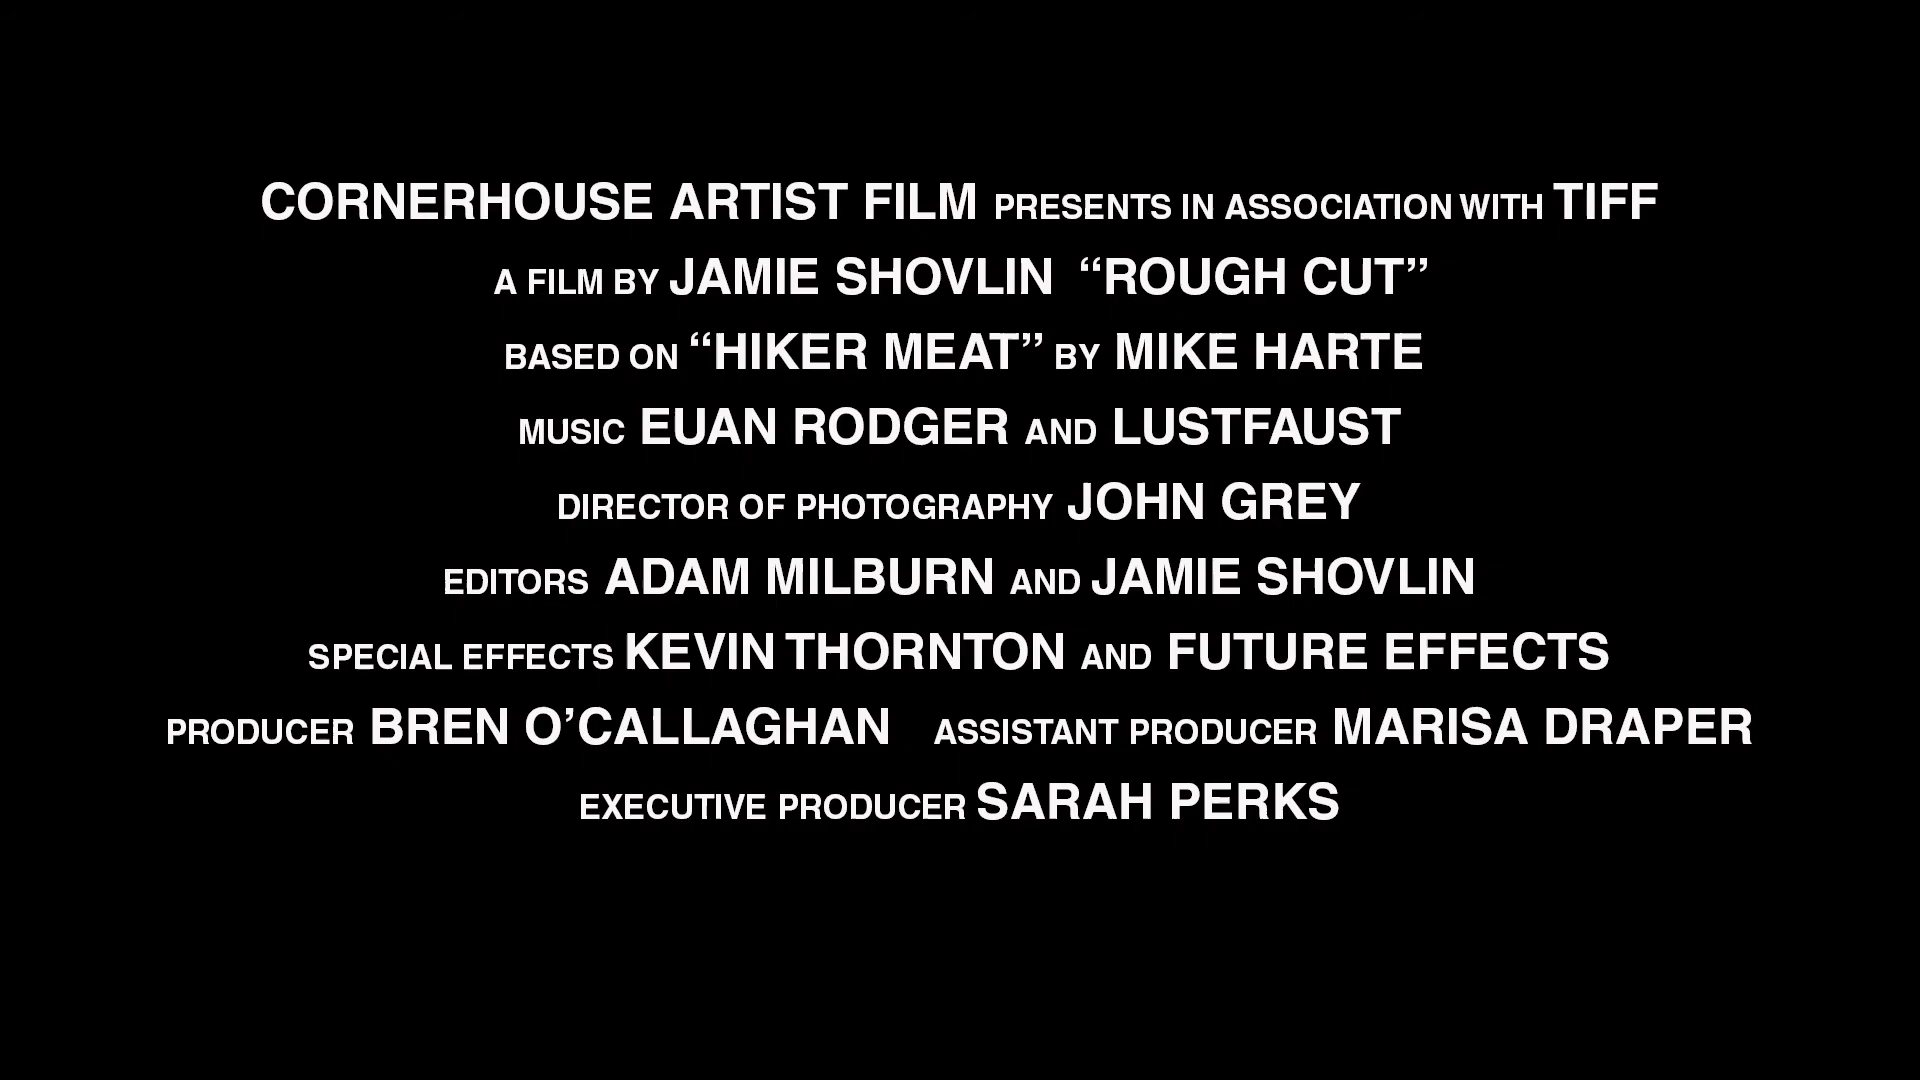 CORNERHOUSE ARTIST FILM PRESENTS IN ASSOCIATION WITH TIFF
A FILM BY JAMIE SHOVLIN “ROUGH CUT”
BASED ON “HIKER MEAT” BY MIKE HARTE
MUSIC EUAN RODGER AND LUSTFAUST
DIRECTOR OF PHOTOGRAPHY JOHN GREY
EDITORS ADAM MILBURN AND JAMIE SHOVLIN
SPECIAL EFFECTS KEVIN THORNTON AND FUTURE EFFECTS
PRODUCER BREN O’CALLAGHAN ASSISTANT PRODUCER MARISA DRAPER
EXECUTIVE PRODUCER SARAH PERKS